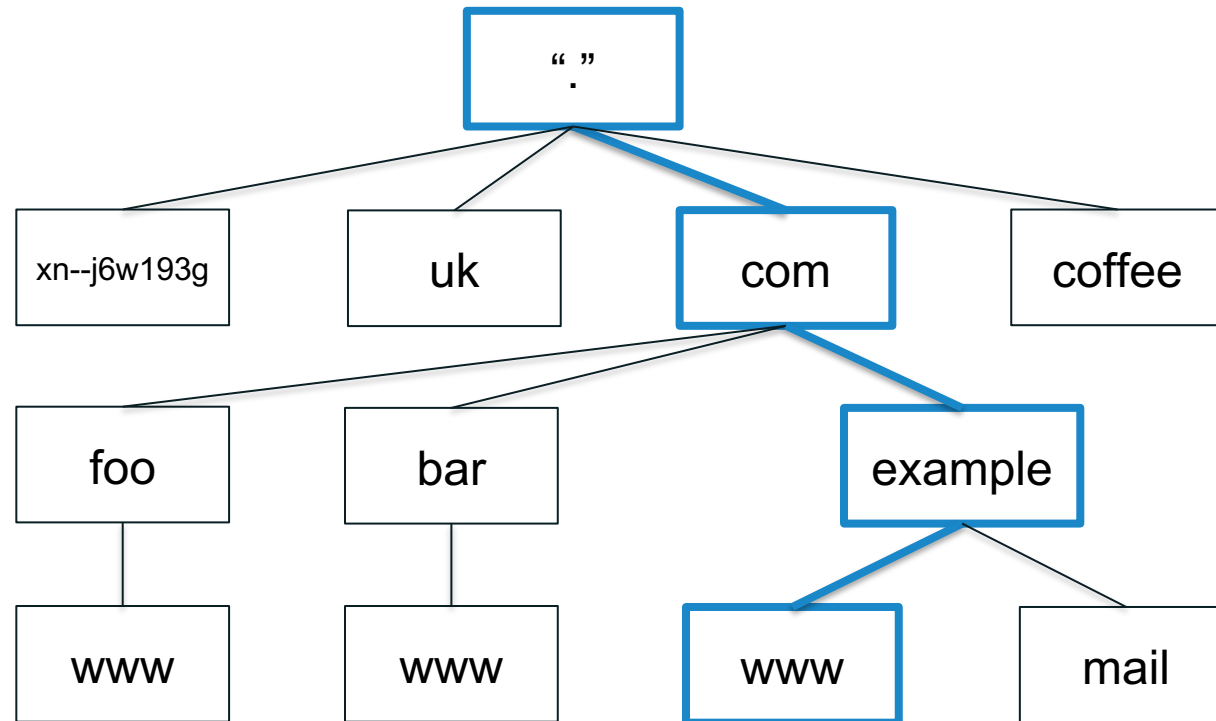 “.”
xn--j6w193g
uk
com
coffee
foo
bar
example
www
www
www
mail